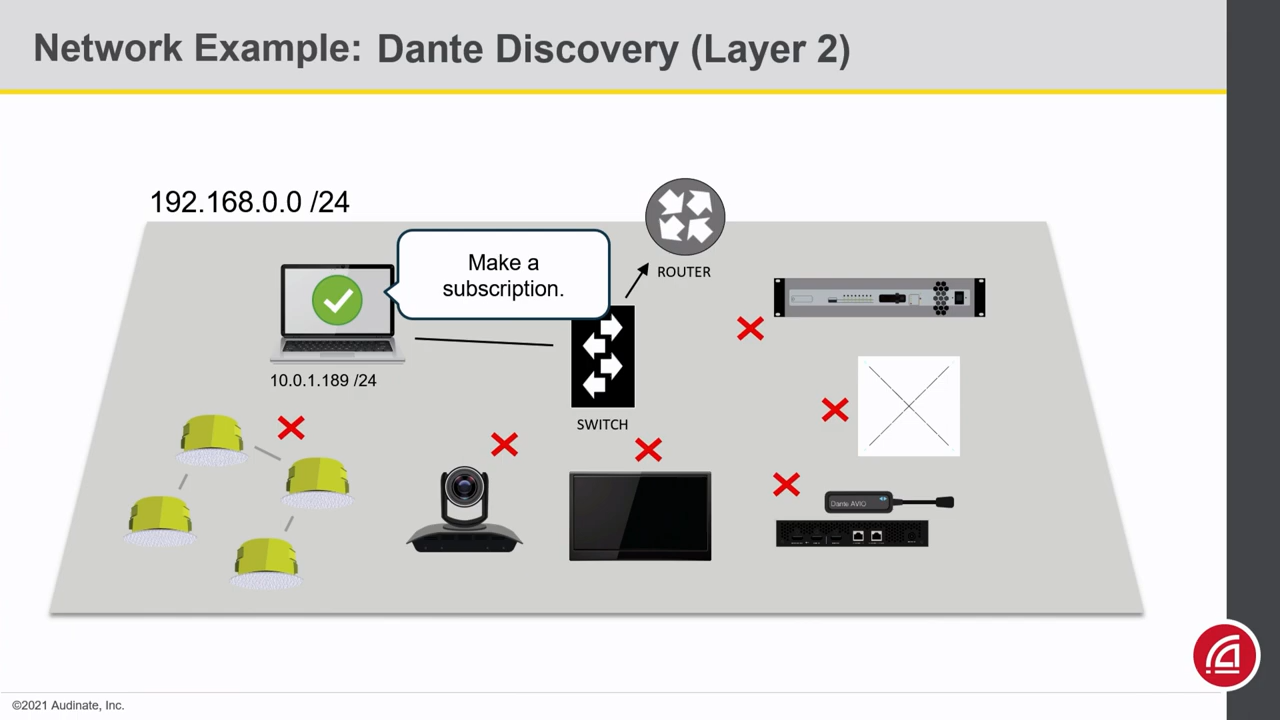 Network Example: Dante Discovery (Layer 2)
192.168.0.0 /24
Make a
subscription.
ROUTER
10.0.1.189 /24
SWITCH
Dante AVIO
©2021 Audinate, Inc.